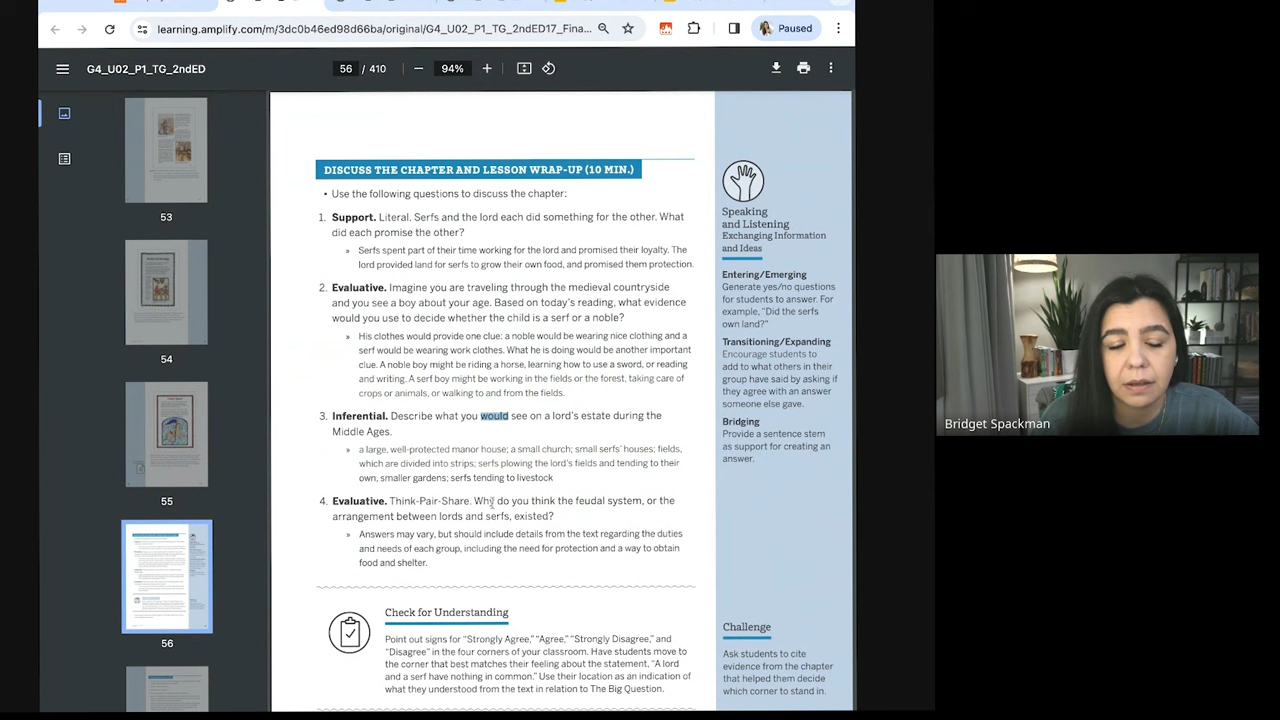 learning.amplify.com/m/3dc0b46ed98d66ba/original/G4_U02_P1_TG_2ndED17_Fina...
Paused
G4_U02_P1_TG_2ndED
56 / 410
94%
53
54
55
56
DISCUSS THE CHAPTER AND LESSON WRAP-UP (10 MIN.)
• Use the following questions to discuss the chapter:
1. Support. Literal. Serfs and the lord each did something for the other. What
did each promise the other?
» Serfs spent part of their time working for the lord and promised their loyalty. The
lord provided land for serfs to grow their own food, and promised them protection.
2. Evaluative. Imagine you are traveling through the medieval countryside
and you see a boy about your age. Based on today's reading, what evidence
would you use to decide whether the child is a serf or a noble?
» His clothes would provide one clue: a noble would be wearing nice clothing and a
serf would be wearing work clothes. What he is doing would be another important
clue. A noble boy might be riding a horse, learning how to use a sword, or reading
and writing. A serf boy might be working in the fields or the forest, taking care of
crops or animals, or walking to and from the fields.
3. Inferential. Describe what you would see on a lord's estate during the
Middle Ages.
» a large, well-protected manor house; a small church; small serfs' houses; fields,
which are divided into strips; serfs plowing the lord's fields and tending to their
own, smaller gardens; serfs tending to livestock
4. Evaluative. Think-Pair-Share. Why do you think the feudal system, or the
arrangement between lords and serfs, existed?
» Answers may vary, but should include details from the text regarding the duties
and needs of each group, including the need for protection and a way to obtain
food and shelter.
Check for Understanding
Point out signs for "Strongly Agree," "Agree," "Strongly Disagree," and
"Disagree" in the four corners of your classroom. Have students move to
the corner that best matches their feeling about the statement, "A lord
and a serf have nothing in common." Use their location as an indication of
what they understood from the text in relation to The Big Question.
Speaking
and Listening
Exchanging Information
and Ideas
Entering/Emerging
Generate yes/no questions
for students to answer. For
example, "Did the serfs
own land?"
Transitioning/Expanding
Encourage students to
add to what others in their
group have said by asking if
they agree with an answer
someone else gave.
Bridging
Provide a sentence stem
as support for creating an
answer.
Challenge
Ask students to cite
evidence from the chapter
that helped them decide
which corner to stand in.
Bridget Spackman